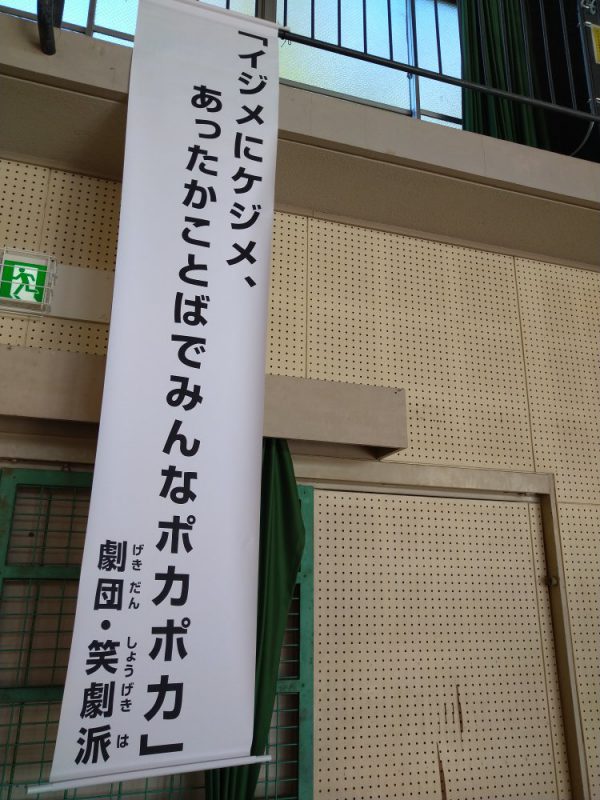 「イジメにケジメ、
あったかことばでみんなポカポカ」
劇団・笑劇派
げきだん しょうげきは